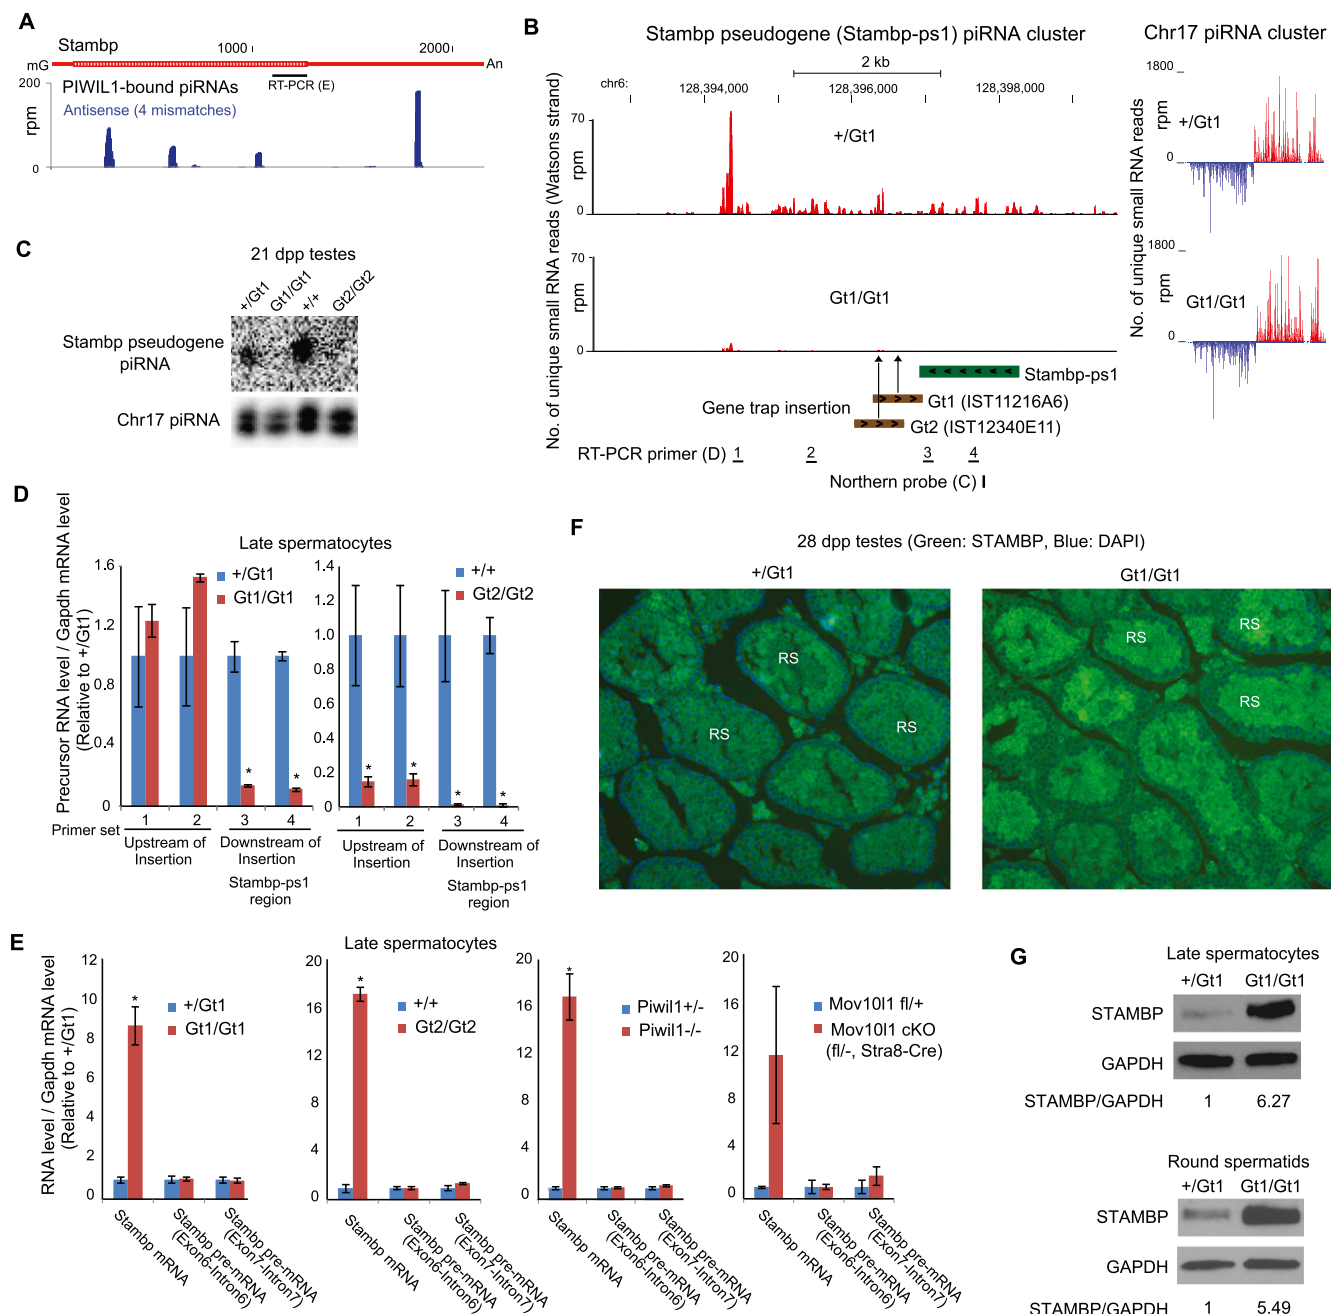 A
Stambp
1000
2000
mG
An
200
PIWIL1-bound piRNAs
RT-PCR (E)
Antisense (4 mismatches)
rpm
0
B
Stambp pseudogene (Stambp-ps1) piRNA cluster
2 kb
chr6:
128,394,000
128,396,000
128,398,000
No. of unique small RNA reads (Watsons strand)
70
rpm
0
+/Gt1
70
rpm
0
Gt1/Gt1
Stambp-ps1
Gene trap insertion
Gt1 (IST11216A6)
Gt2 (IST12340E11)
RT-PCR primer (D)
1
2
3
4
Northern probe (C)
Chr17 piRNA cluster
No. of unique small RNA reads
1800
rpm
+/Gt1
0
1800
rpm
Gt1/Gt1
0
C
21 dpp testes
+/Gt1
Gt1/Gt1
+/+
Gt2/Gt2
Stambp pseudogene
piRNA
Chr17 piRNA
D
Precursor RNA level / Gapdh mRNA level
(Relative to +/Gt1)
Late spermatocytes
1.6
1.2
0.8
0.4
0
+/Gt1
Gt1/Gt1
* *
Primer set
1 2 3 4
Upstream of
Insertion
Downstream of
Insertion
Stambp-ps1
region
1.4
1.2
1.0
0.8
0.6
0.4
0.2
0
+/+
Gt2/Gt2
* * * *
1 2 3 4
Upstream of
Insertion
Downstream of
Insertion
Stambp-ps1
region
E
Late spermatocytes
RNA level / Gapdh mRNA level
(Relative to +/Gt1)
12
10
8
6
4
2
0
*
+/Gt1
Gt1/Gt1
Stambp mRNA
Stambp pre-mRNA
(Exon6-Intron6)
Stambp pre-mRNA
(Exon7-Intron7)
20
16
12
8
4
0
*
+/+
Gt2/Gt2
Stambp mRNA
Stambp pre-mRNA
(Exon6-Intron6)
Stambp pre-mRNA
(Exon7-Intron7)
20
16
12
8
4
0
*
Piwil1+/-
Piwil1-/-
Stambp mRNA
Stambp pre-mRNA
(Exon6-Intron6)
Stambp pre-mRNA
(Exon7-Intron7)
20
16
12
8
4
0
Mov10l1 fl/+
Mov10l1 cKO
(fl/-, Stra8-Cre)
Stambp mRNA
Stambp pre-mRNA
(Exon6-Intron6)
Stambp pre-mRNA
(Exon7-Intron7)
F
28 dpp testes (Green: STAMBP, Blue: DAPI)
+/Gt1
Gt1/Gt1
RS
RS
RS
RS
RS
RS
G
Late spermatocytes
+/Gt1 Gt1/Gt1
STAMBP
GAPDH
STAMBP/GAPDH 1 6.27
Round spermatids
+/Gt1 Gt1/Gt1
STAMBP
GAPDH
STAMBP/GAPDH 1 5.49